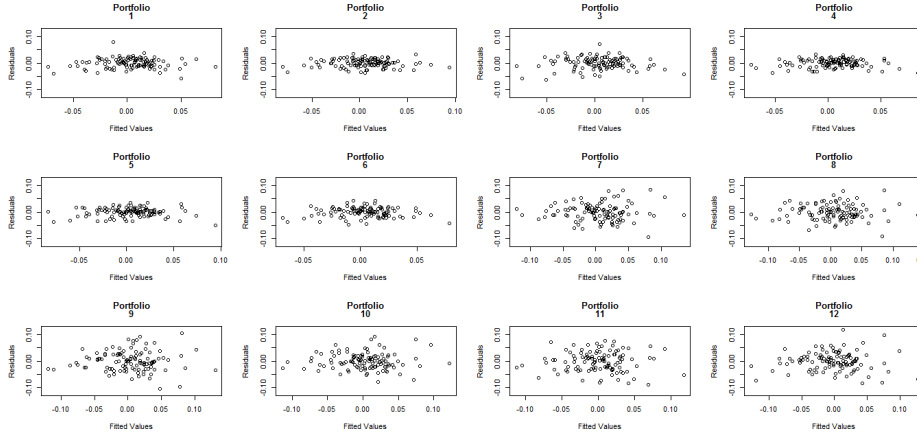 Portfolio
1
Residuals
-0.10 0.00 0.10
-0.05 0.00 0.05
Fitted Values
Portfolio
2
Residuals
-0.10 0.00 0.10
-0.05 0.00 0.05 0.10
Fitted Values
Portfolio
3
Residuals
-0.10 0.00 0.10
-0.05 0.00 0.05
Fitted Values
Portfolio
4
Residuals
-0.10 0.00 0.10
-0.05 0.00 0.05
Fitted Values
Portfolio
5
Residuals
-0.10 0.00 0.10
-0.05 0.00 0.05 0.10
Fitted Values
Portfolio
6
Residuals
-0.10 0.00 0.10
-0.05 0.00 0.05
Fitted Values
Portfolio
7
Residuals
-0.10 0.00 0.10
-0.10 -0.05 0.00 0.05 0.10
Fitted Values
Portfolio
8
Residuals
-0.10 0.00 0.10
-0.10 -0.05 0.00 0.05 0.10
Fitted Values
Portfolio
9
Residuals
-0.10 0.00 0.10
-0.10 -0.05 0.00 0.05 0.10
Fitted Values
Portfolio
10
Residuals
-0.10 0.00 0.10
-0.10 -0.05 0.00 0.05 0.10
Fitted Values
Portfolio
11
Residuals
-0.10 0.00 0.10
-0.10 -0.05 0.00 0.05 0.10
Fitted Values
Portfolio
12
Residuals
-0.10 0.00 0.10
-0.10 -0.05 0.00 0.05 0.10
Fitted Values